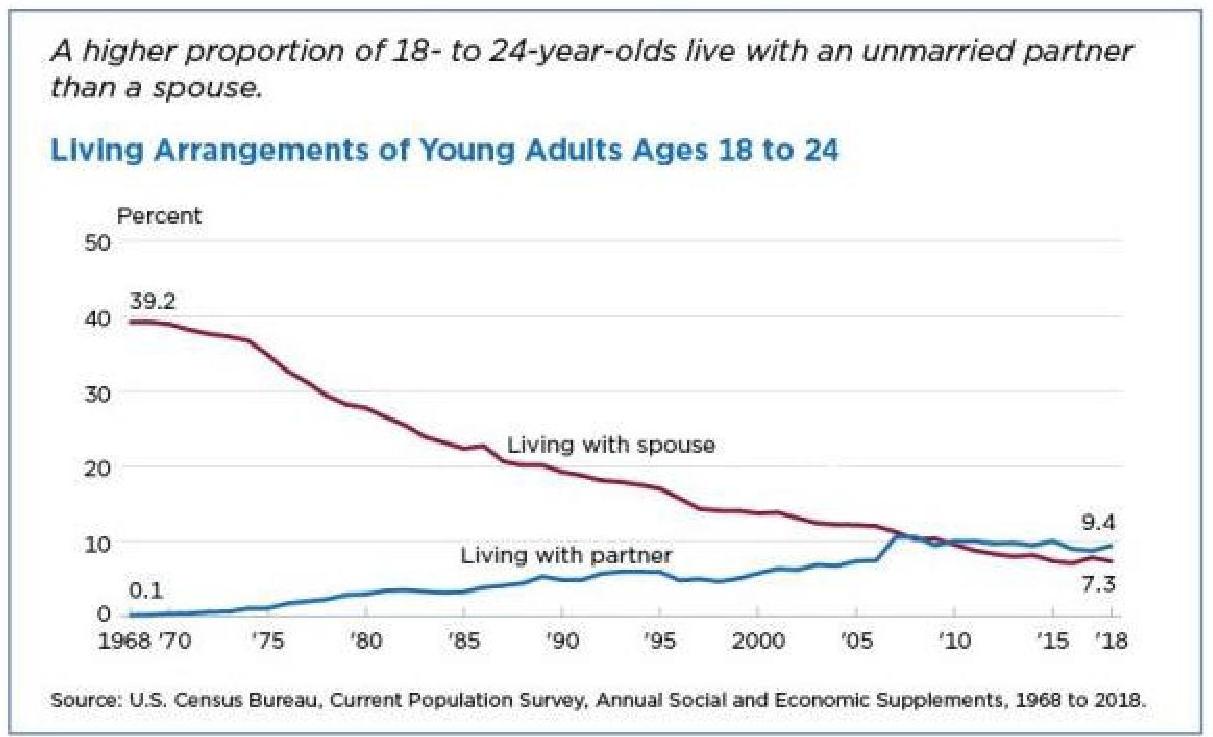 A higher proportion of 18- to 24-year-olds live with an unmarried partner
than a spouse.
Living Arrangements of Young Adults Ages 18 to 24
Percent
50
39.2
40
30
Living with spouse
20
9.4
10
Living with partner
0.1
7.3
0
1968 '70 '75 '80 '85 '90 '95 2000 '05 '10 '15 '18
Source: U.S. Census Bureau, Current Population Survey, Annual Social and Economic Supplements, 1968 to 2018.